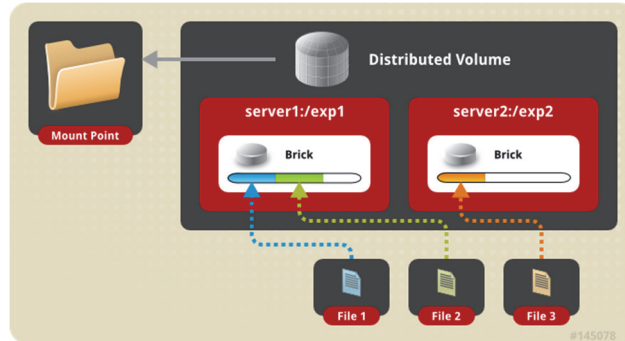 Distributed Volume
Mount Point
server1:/exp1
server2:/exp2
Brick
Brick
File 1
File 2
File 3
#145078